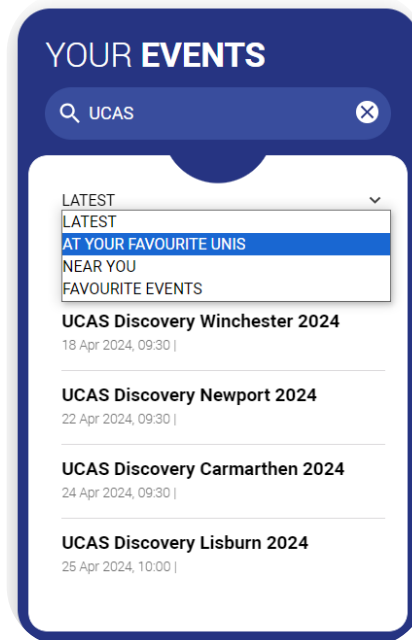 YOUR EVENTS
UCAS
LATEST
LATEST
AT YOUR FAVOURITE UNIS
NEAR YOU
FAVOURITE EVENTS
UCAS Discovery Winchester 2024
18 Apr 2024, 09:30 |
UCAS Discovery Newport 2024
22 Apr 2024, 09:30 |
UCAS Discovery Carmarthen 2024
24 Apr 2024, 09:30 |
UCAS Discovery Lisburn 2024
25 Apr 2024, 10:00 |